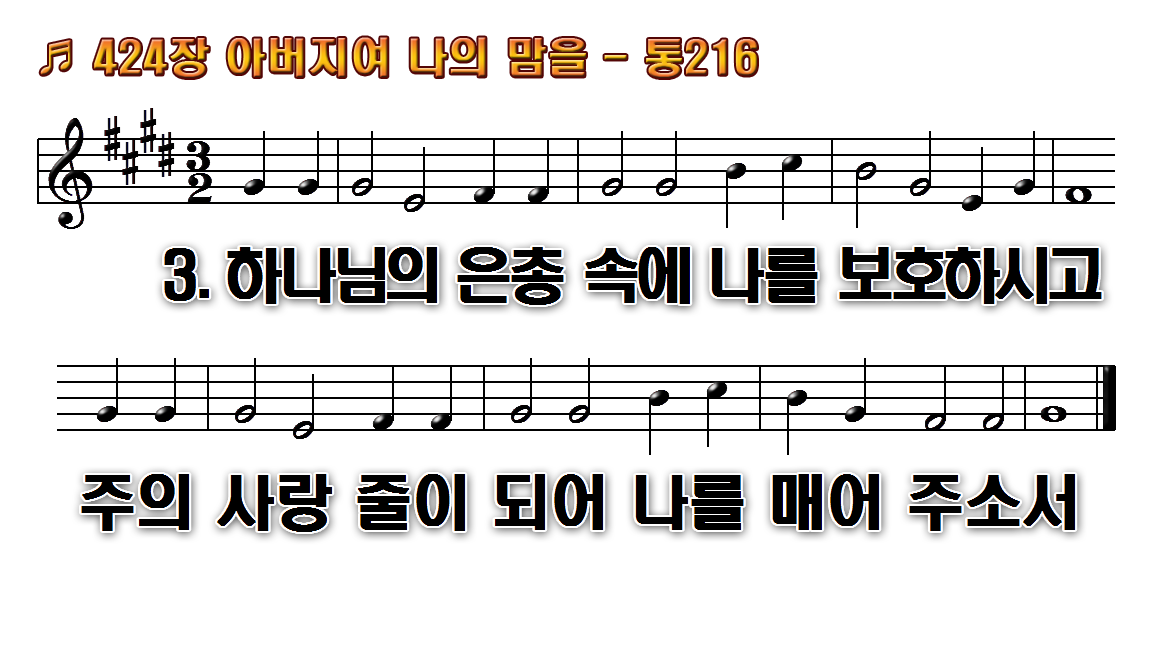 ♬ 424장 아버지여 나의 맘을 - 통216
3
2
3. 하나님의 은총 속에 나를 보호하시고
주의 사랑 줄이 되어 나를 매어 주소서